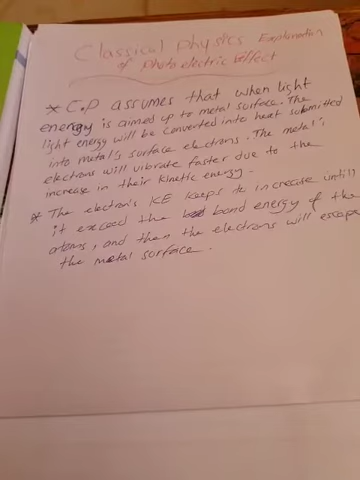 Classical physics Explanation
of photoelectric Effect
* C.P assumes that when light
energy is aimed up to metal surface. The
light energy will be converted into heat submitted
into metal's surface electrons. The metal's
electrons will vibrate faster due to the
increase in their kinetic energy.
* The electron's KE keeps to increase until
it exceed the bond energy of the
atoms, and then the electrons will escape
the metal surface.